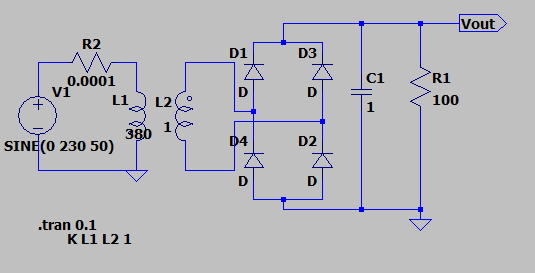 R2
0.0001
V1
SINE(0 230 50)
L1
380
L2
1
D1
D
D3
D
D4
D
D2
D
C1
1
R1
100
Vout
.tran 0.1
K L1 L2 1